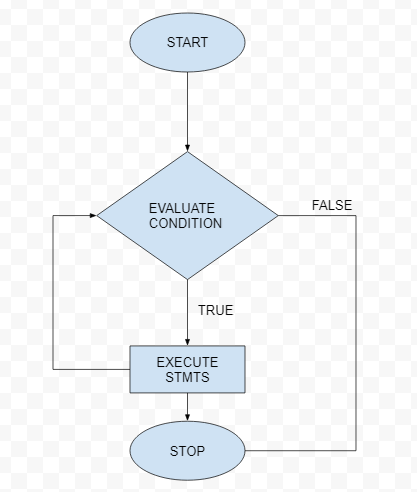 START
EVALUATE
CONDITION
FALSE
TRUE
EXECUTE
STMTS
STOP